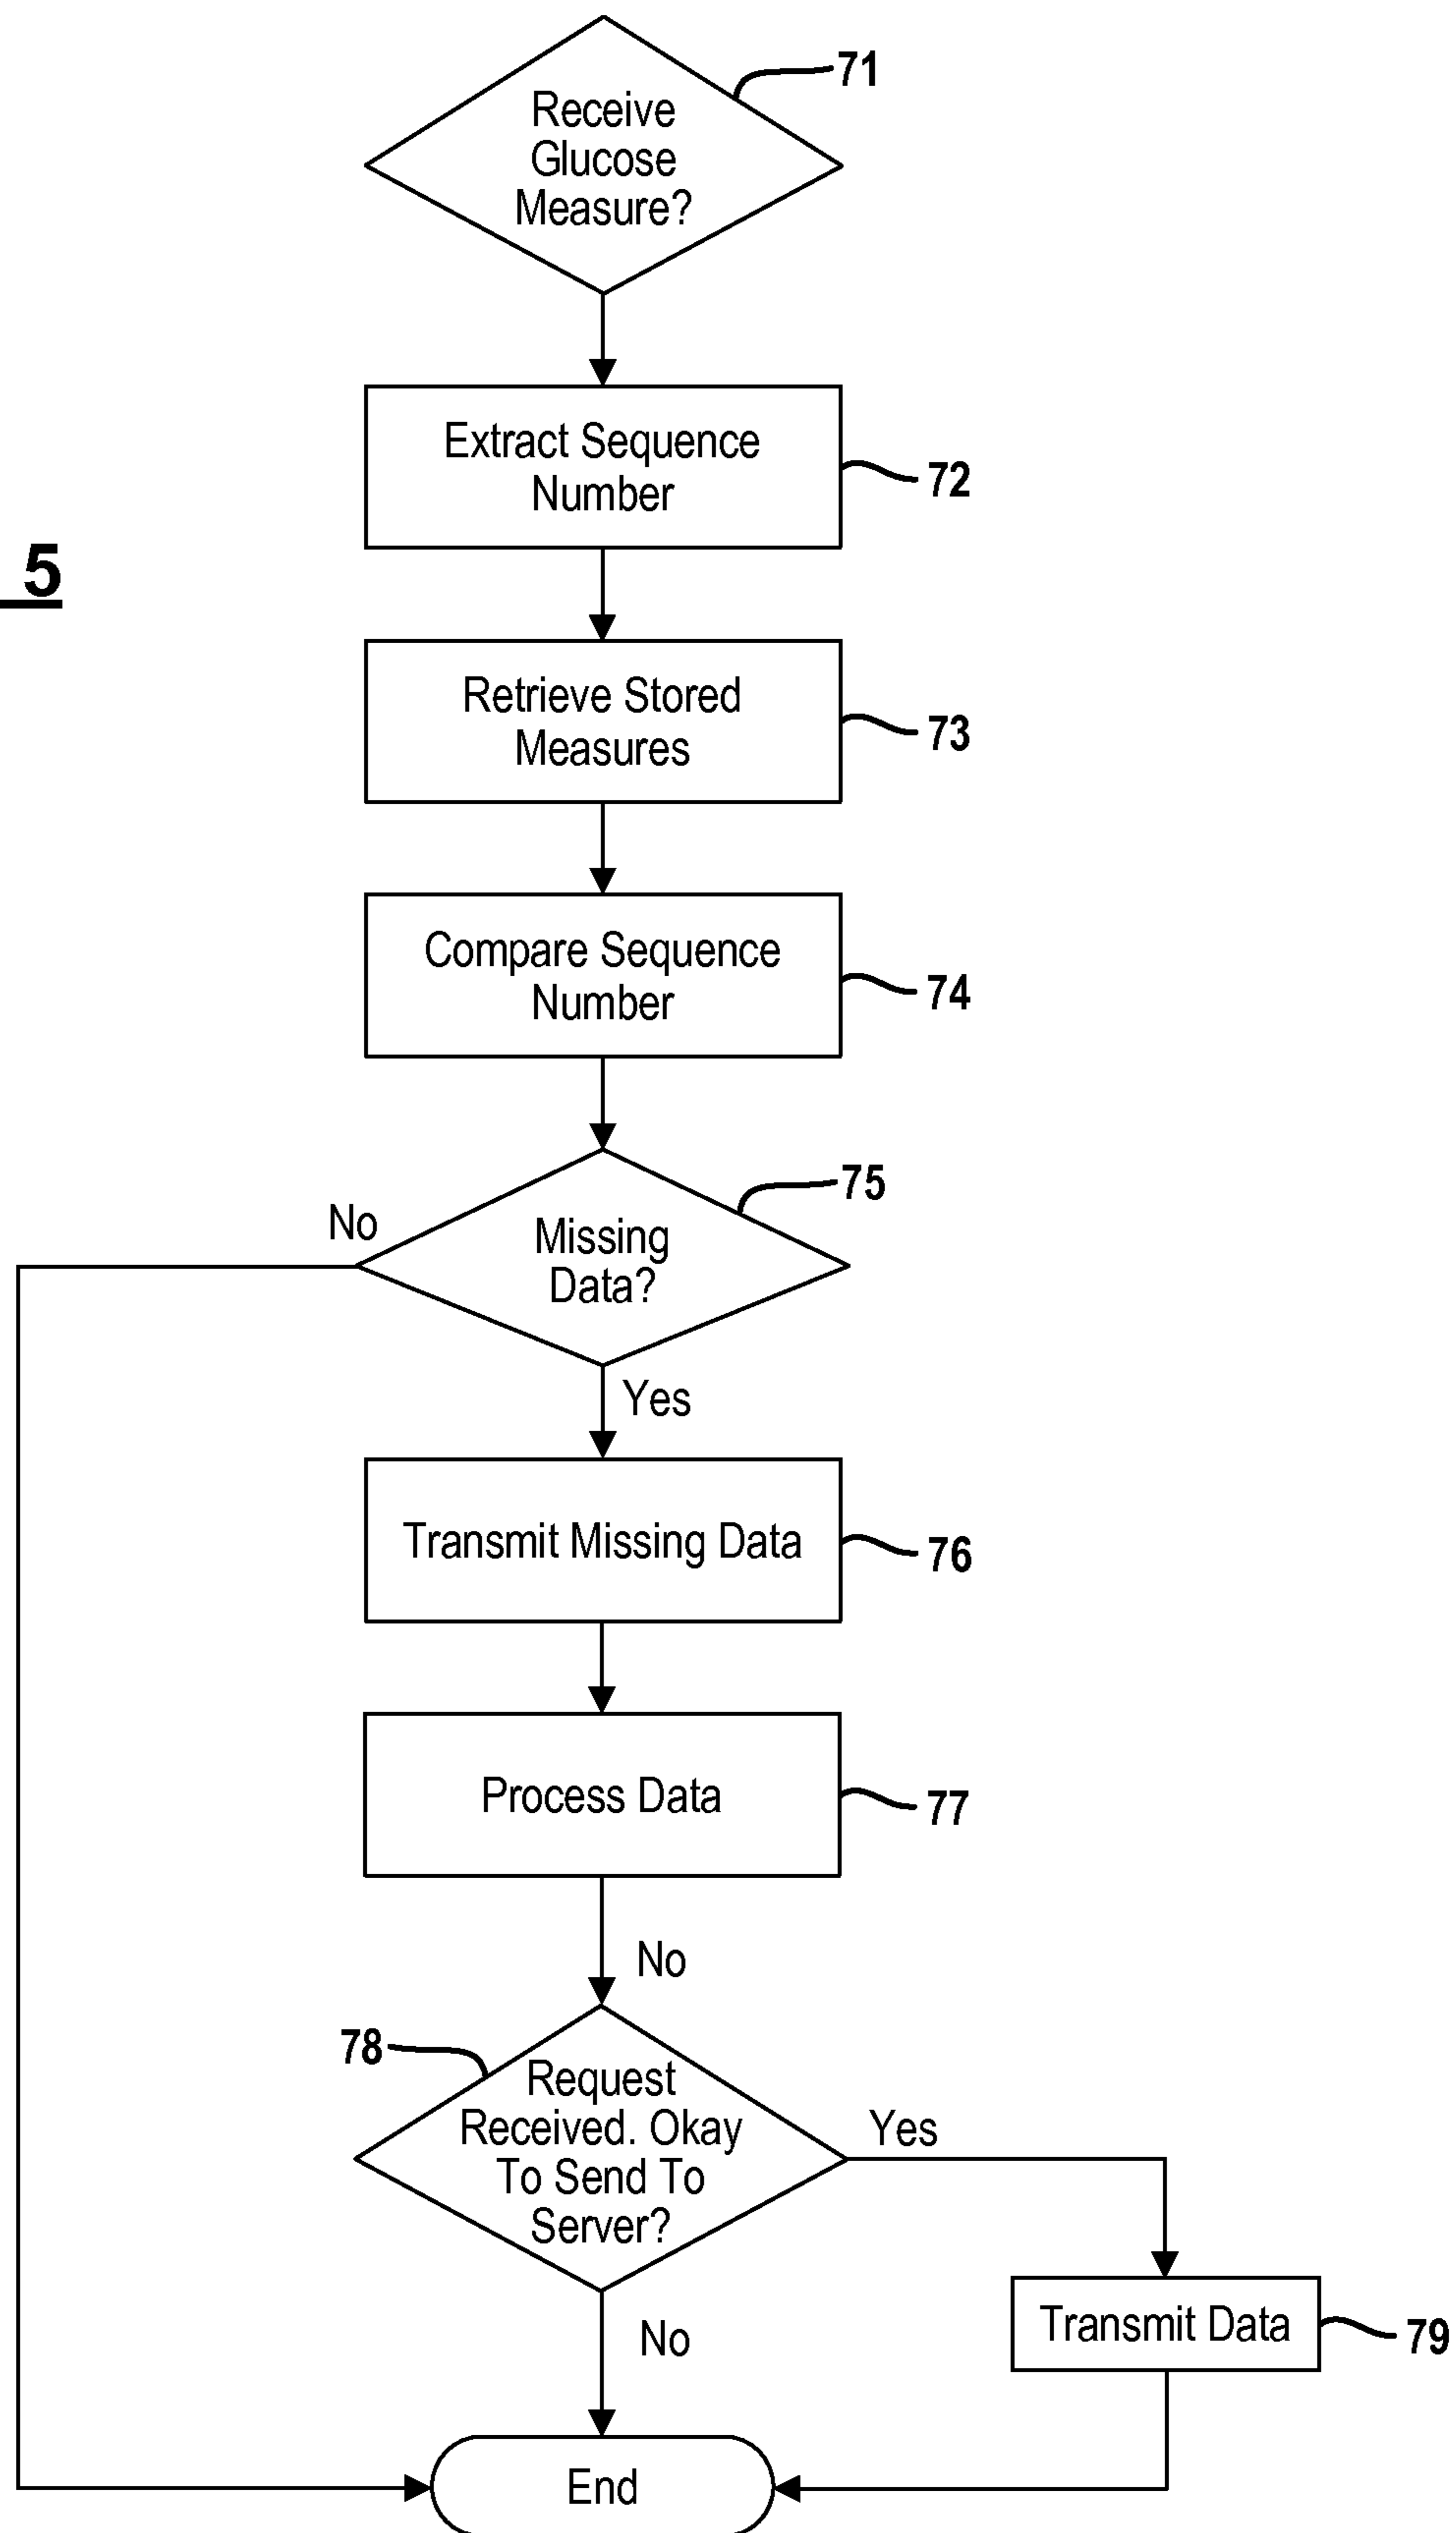 71
Receive
Glucose
Measure?
Extract Sequence
Number
72
5
Retrieve Stored
Measures
73
Compare Sequence
Number
74
75
No
Missing
Data?
Yes
Transmit Missing Data
76
Process Data
77
No
78
Request
Received. Okay
To Send To
Server?
Yes
No
Transmit Data
79
End